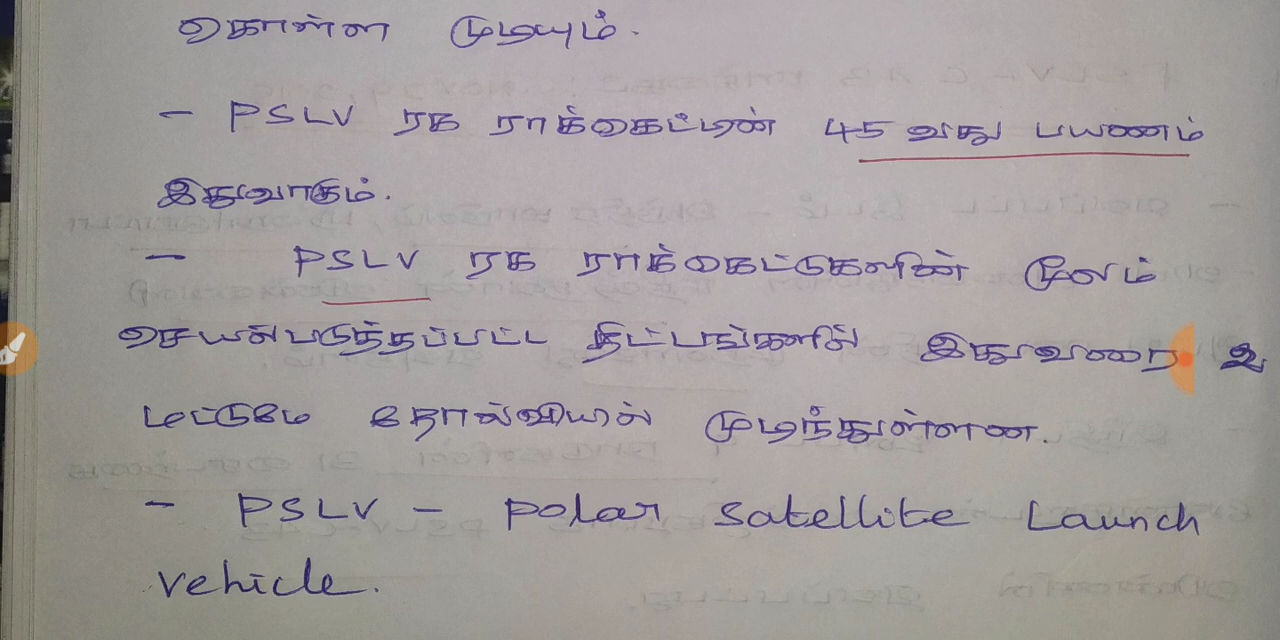 கொள்ள முடியும்.
- PSLV ரக ராக்கெட்டின் 45 வது பயணம்
இதுவாகும்.
- PSLV ரக ராக்கெட்டுகளின் மூலம்
செயல்படுத்தப்பட்ட திட்டங்களில் இதுவரை 2
மட்டுமே தோல்வியில் முடிந்துள்ளன.
- PSLV - Polar Satellite Launch
vehicle.